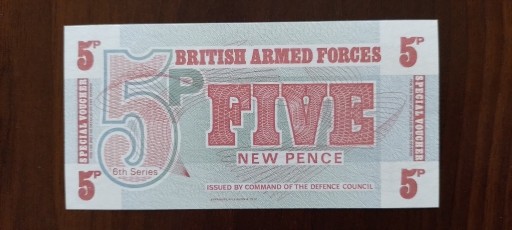 5P
BRITISH ARMED FORCES
5P
5P
FIVE
NEW PENCE
6th Series
ISSUED BY COMMAND OF THE DEFENCE COUNCIL
SPECIAL VOUCHER
SPECIAL VOUCHER
5P
5P